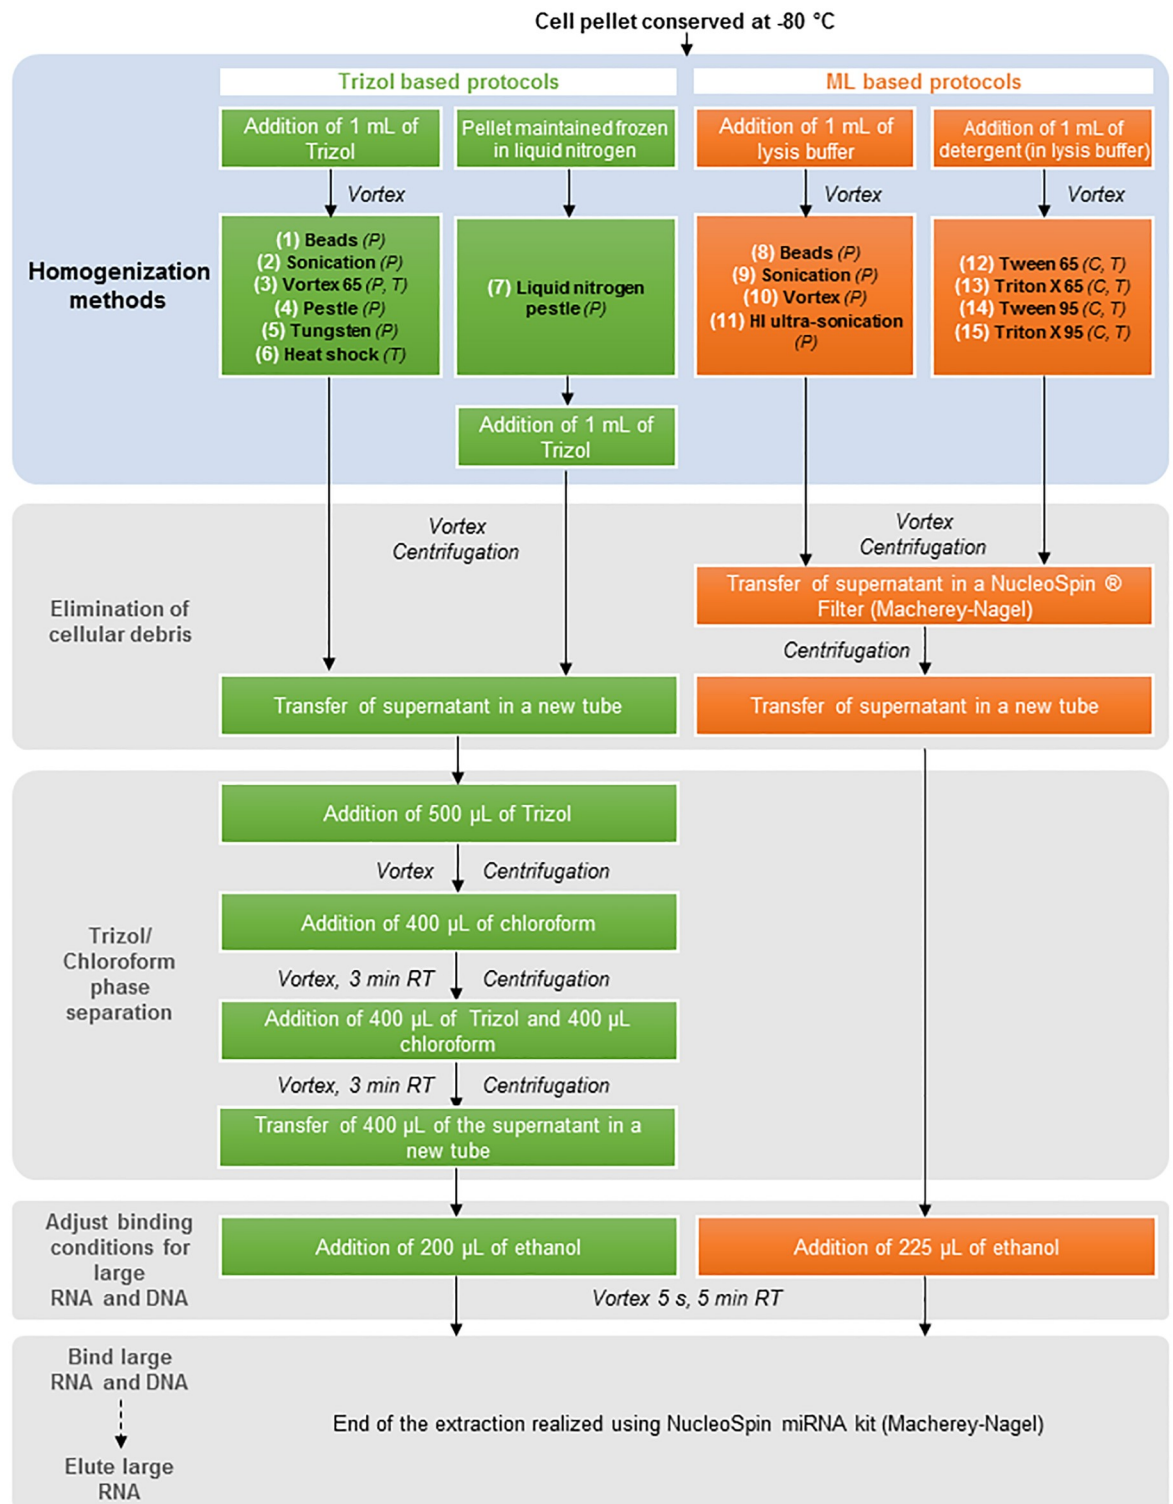 Cell pellet conserved at -80 °C
Trizol based protocols
ML based protocols
Addition of 1 mL of
Trizol
Pellet maintained frozen
in liquid nitrogen
Addition of 1 mL of
lysis buffer
Addition of 1 mL of
detergent (in lysis buffer)
Vortex
Vortex
Vortex
Homogenization
methods
(1) Beads (P)
(2) Sonication (P)
(3) Vortex 65 (P, T)
(4) Pestle (P)
(5) Tungsten (P)
(6) Heat shock (T)
(7) Liquid nitrogen
pestle (P)
(8) Beads (P)
(9) Sonication (P)
(10) Vortex (P)
(11) HI ultra-sonication
(P)
(12) Tween 65 (C, T)
(13) Triton X 65 (C, T)
(14) Tween 95 (C, T)
(15) Triton X 95 (C, T)
Addition of 1 mL of
Trizol
Elimination of
cellular debris
Vortex
Centrifugation
Vortex
Centrifugation
Transfer of supernatant in a NucleoSpin ®
Filter (Macherey-Nagel)
Centrifugation
Transfer of supernatant in a new tube
Transfer of supernatant in a new tube
Trizol/
Chloroform
phase
separation
Addition of 500 µL of Trizol
Vortex Centrifugation
Addition of 400 µL of chloroform
Vortex, 3 min RT Centrifugation
Addition of 400 µL of Trizol and 400 µL
chloroform
Vortex, 3 min RT Centrifugation
Transfer of 400 µL of the supernatant in a
new tube
Adjust binding
conditions for
large
RNA and DNA
Addition of 200 µL of ethanol
Addition of 225 µL of ethanol
Vortex 5 s, 5 min RT
Bind large
RNA and DNA
End of the extraction realized using NucleoSpin miRNA kit (Macherey-Nagel)
Elute large
RNA